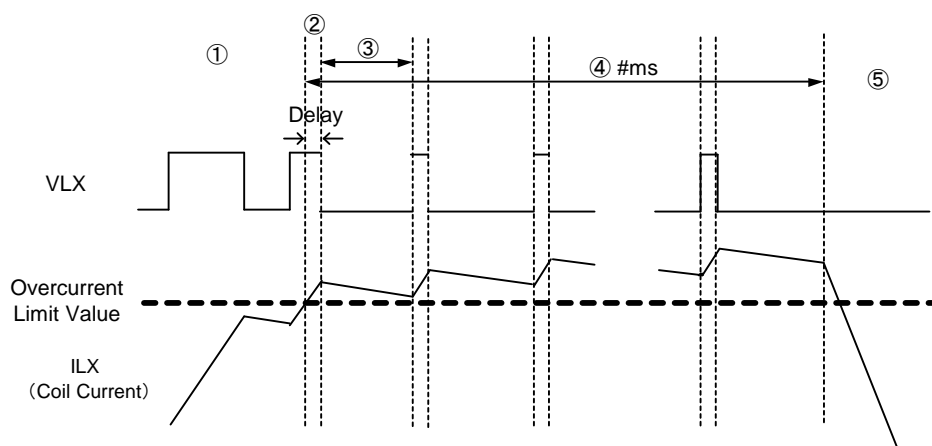 ①
②
③
④ #ms
⑤
Delay
VLX
Overcurrent
Limit Value
ILX
（Coil Current）